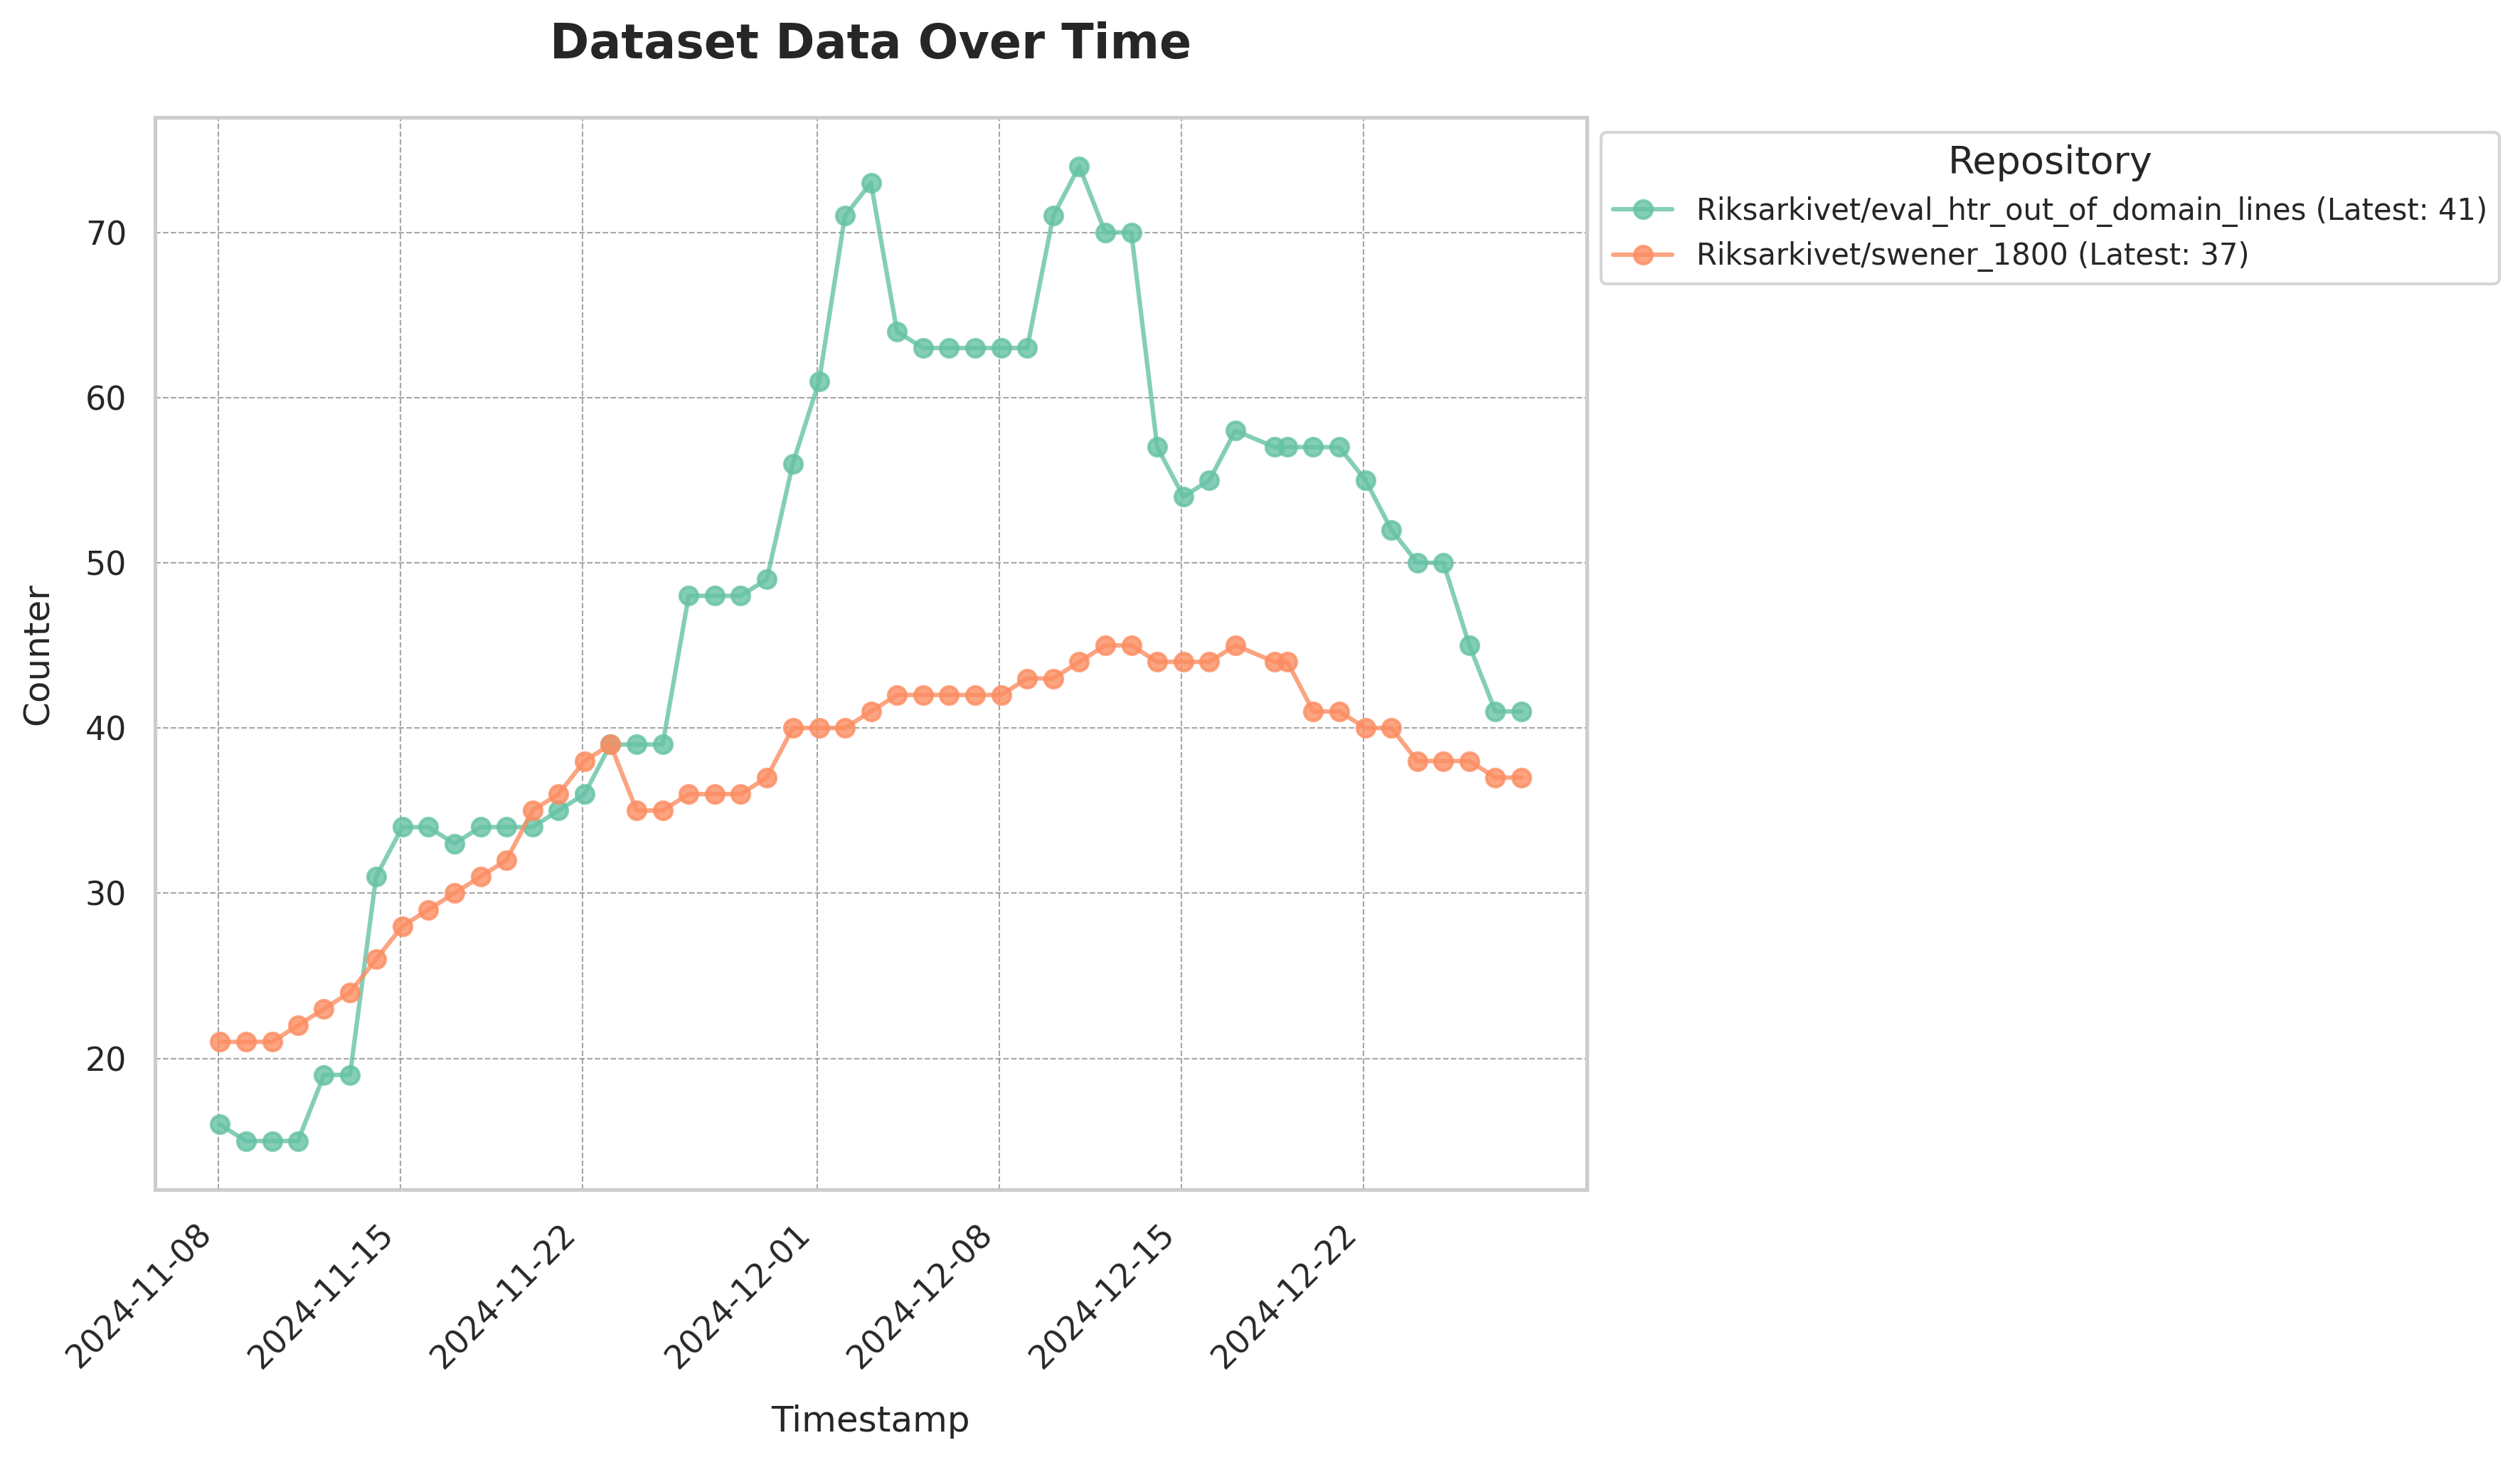 Dataset Data Over Time
Repository
Riksarkivet/eval_htr_out_of_domain_lines (Latest: 41)
Riksarkivet/swener_1800 (Latest: 37)
Counter
70
60
50
40
30
20
2024-11-08
2024-11-15
2024-11-22
2024-12-01
2024-12-08
2024-12-15
2024-12-22
Timestamp